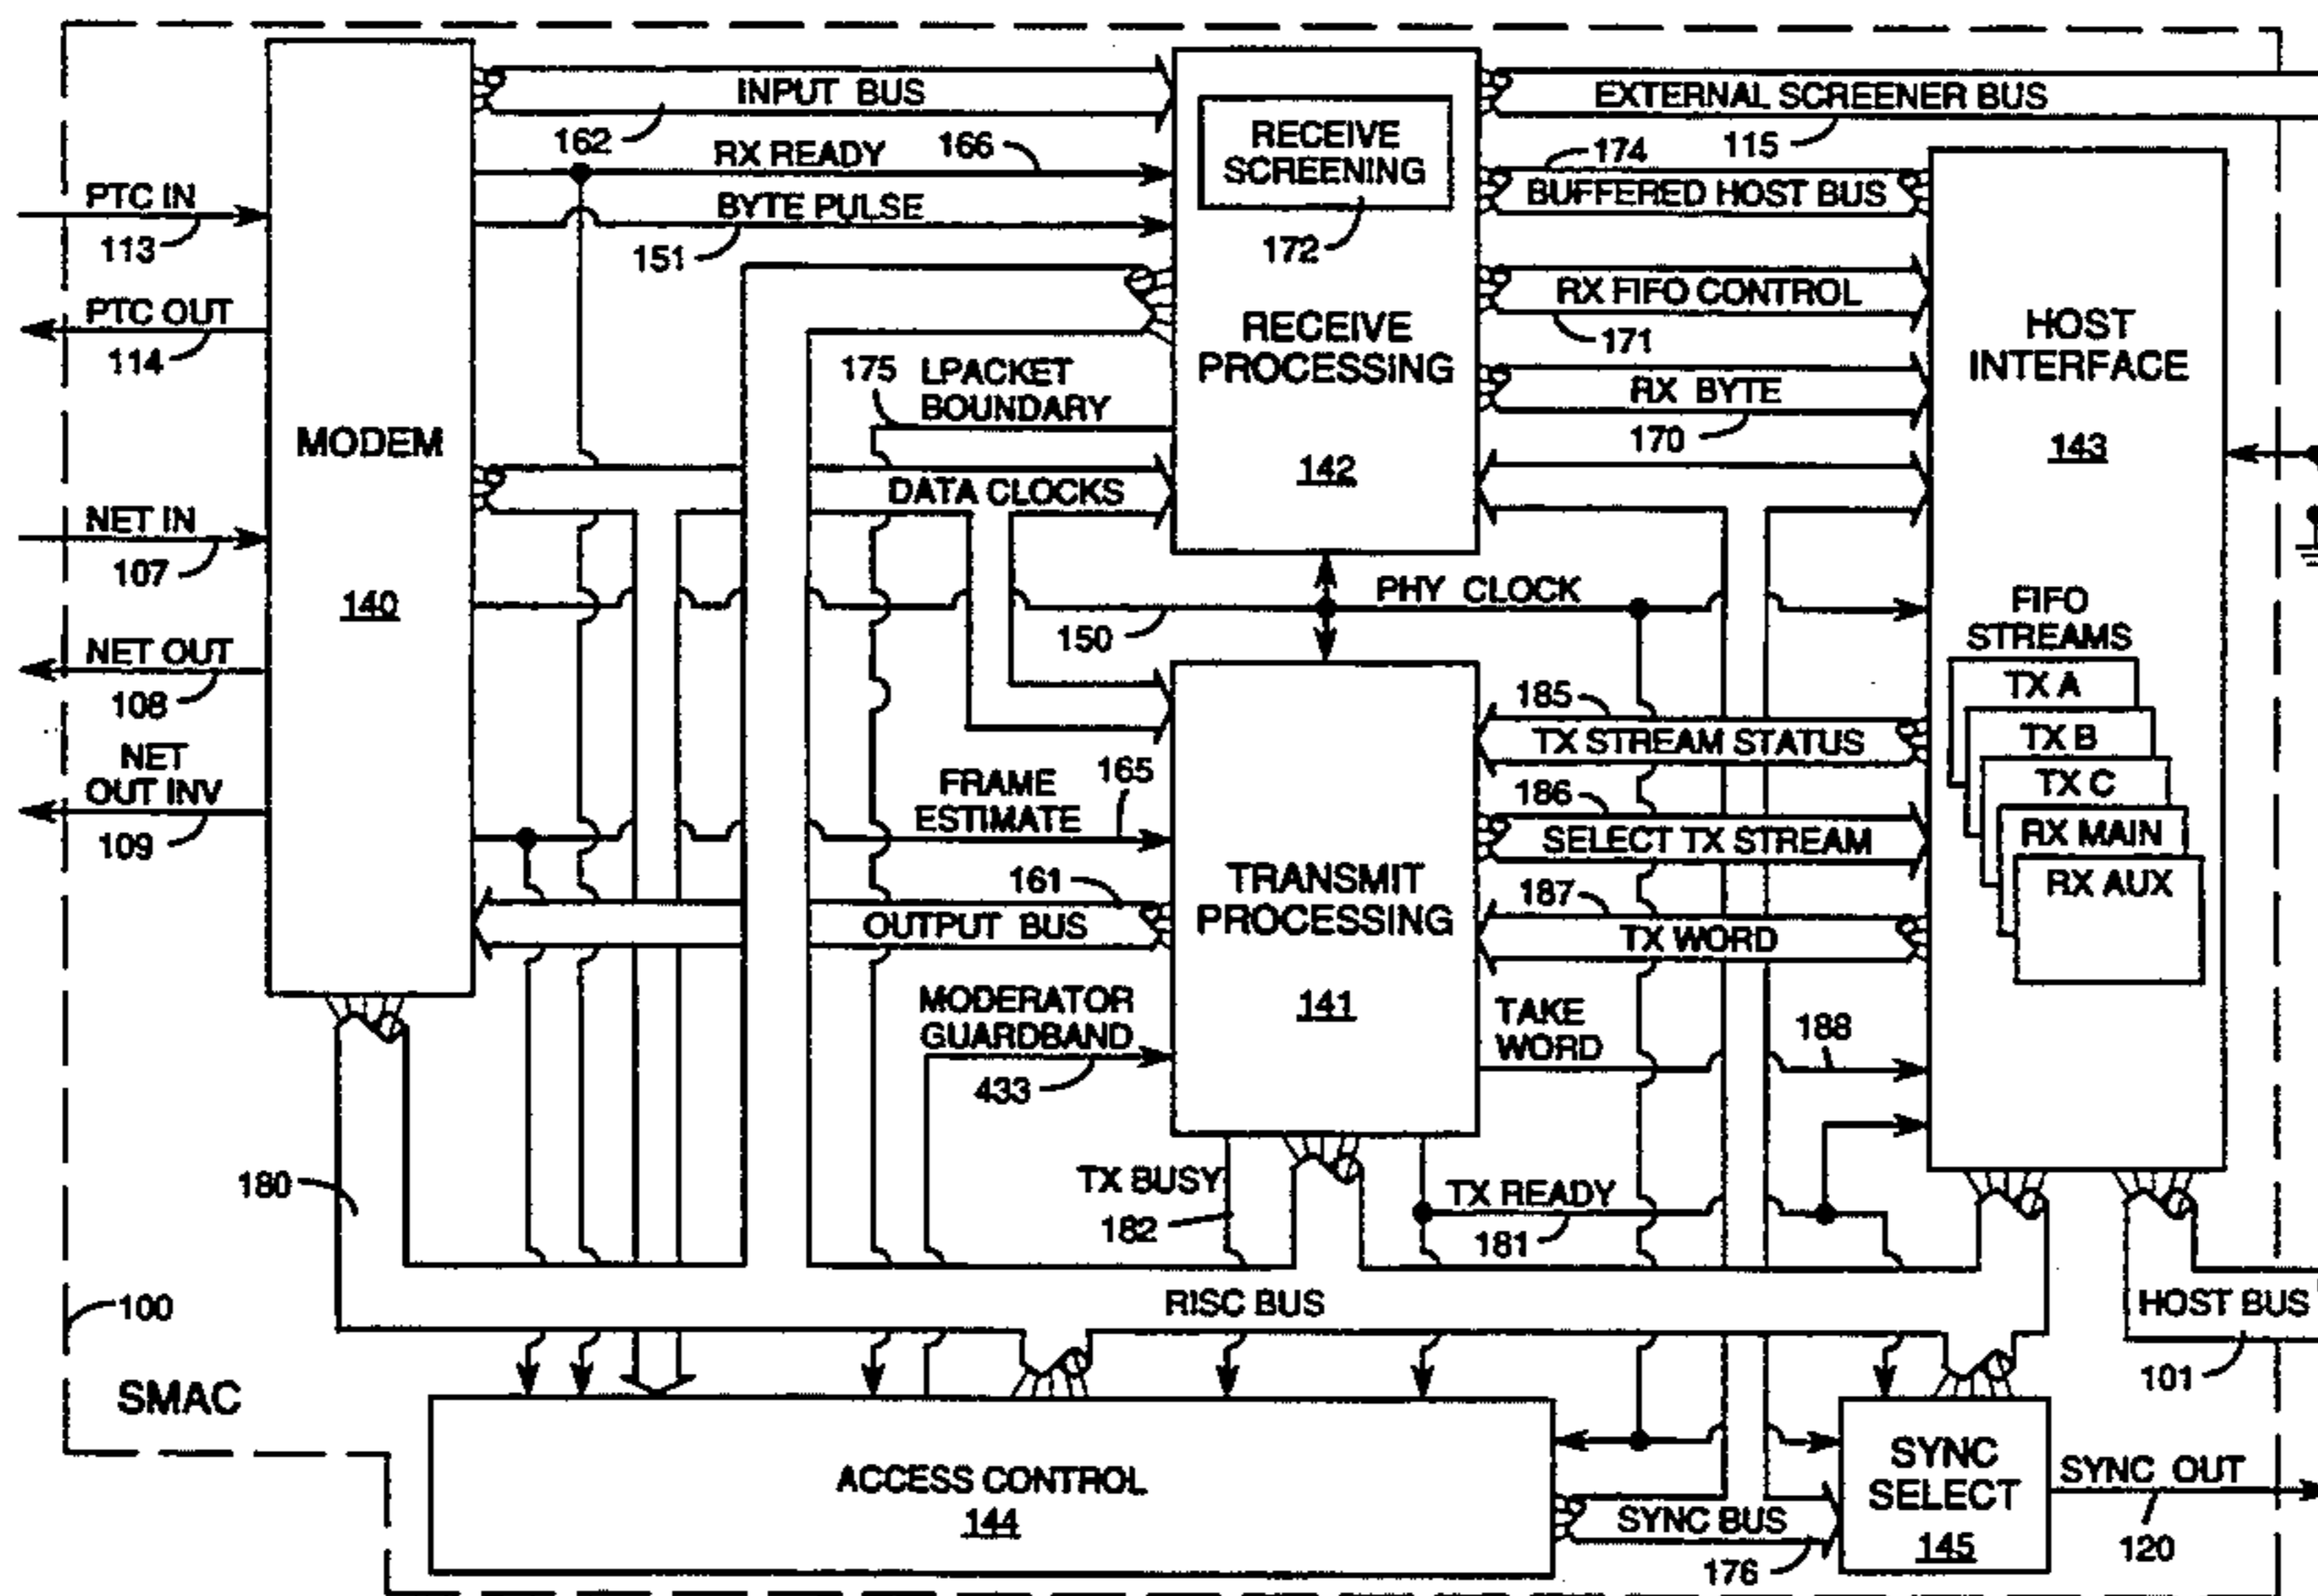 INPUT BUS
162
RX READY
166
BYTE PULSE
151
PTC IN
113
PTC OUT
114
MODEM
140
NET IN
107
NET OUT
108
NET
OUT INV
109
RECEIVE
SCREENING
172
RECEIVE
PROCESSING
142
175
LPACKET
BOUNDARY
DATA CLOCKS
EXTERNAL SCREENER BUS
115
174
BUFFERED HOST BUS
RX FIFO CONTROL
171
RX BYTE
170
HOST
INTERFACE
143
PHY CLOCK
150
FIFO
STREAMS
TX A
TX B
TX C
RX MAIN
RX AUX
185
TX STREAM STATUS
186
SELECT TX STREAM
187
TX WORD
TAKE
WORD
188
FRAME
ESTIMATE
165
161
OUTPUT BUS
TRANSMIT
PROCESSING
141
MODERATOR
GUARDBAND
433
180
TX BUSY
182
TX READY
181
RISC BUS
HOST BUS
101
100
SMAC
ACCESS CONTROL
144
SYNC BUS
176
SYNC
SELECT
145
SYNC OUT
120